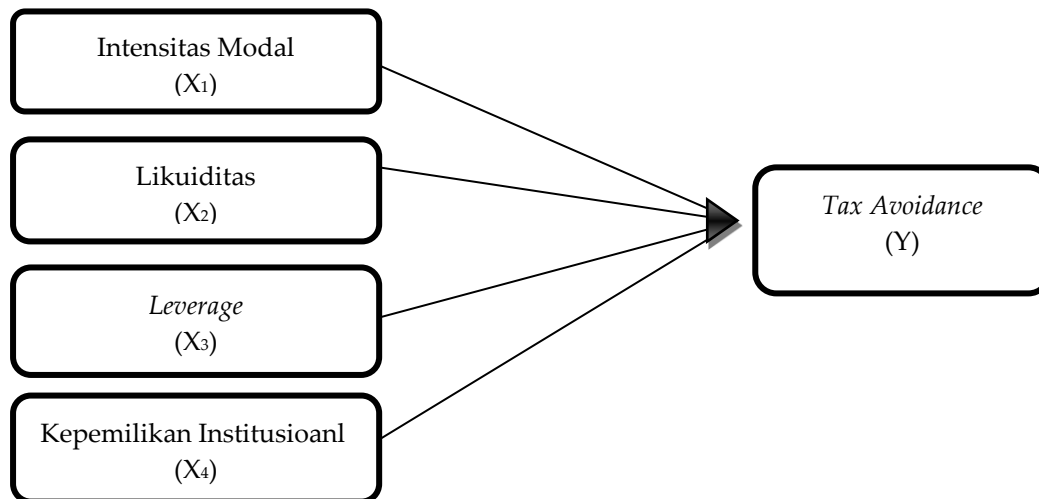 Intensitas Modal
(X1)
Likuiditas
(X2)
Leverage
(X3)
Kepemilikan Institusioanl
(X4)
Tax Avoidance
(Y)